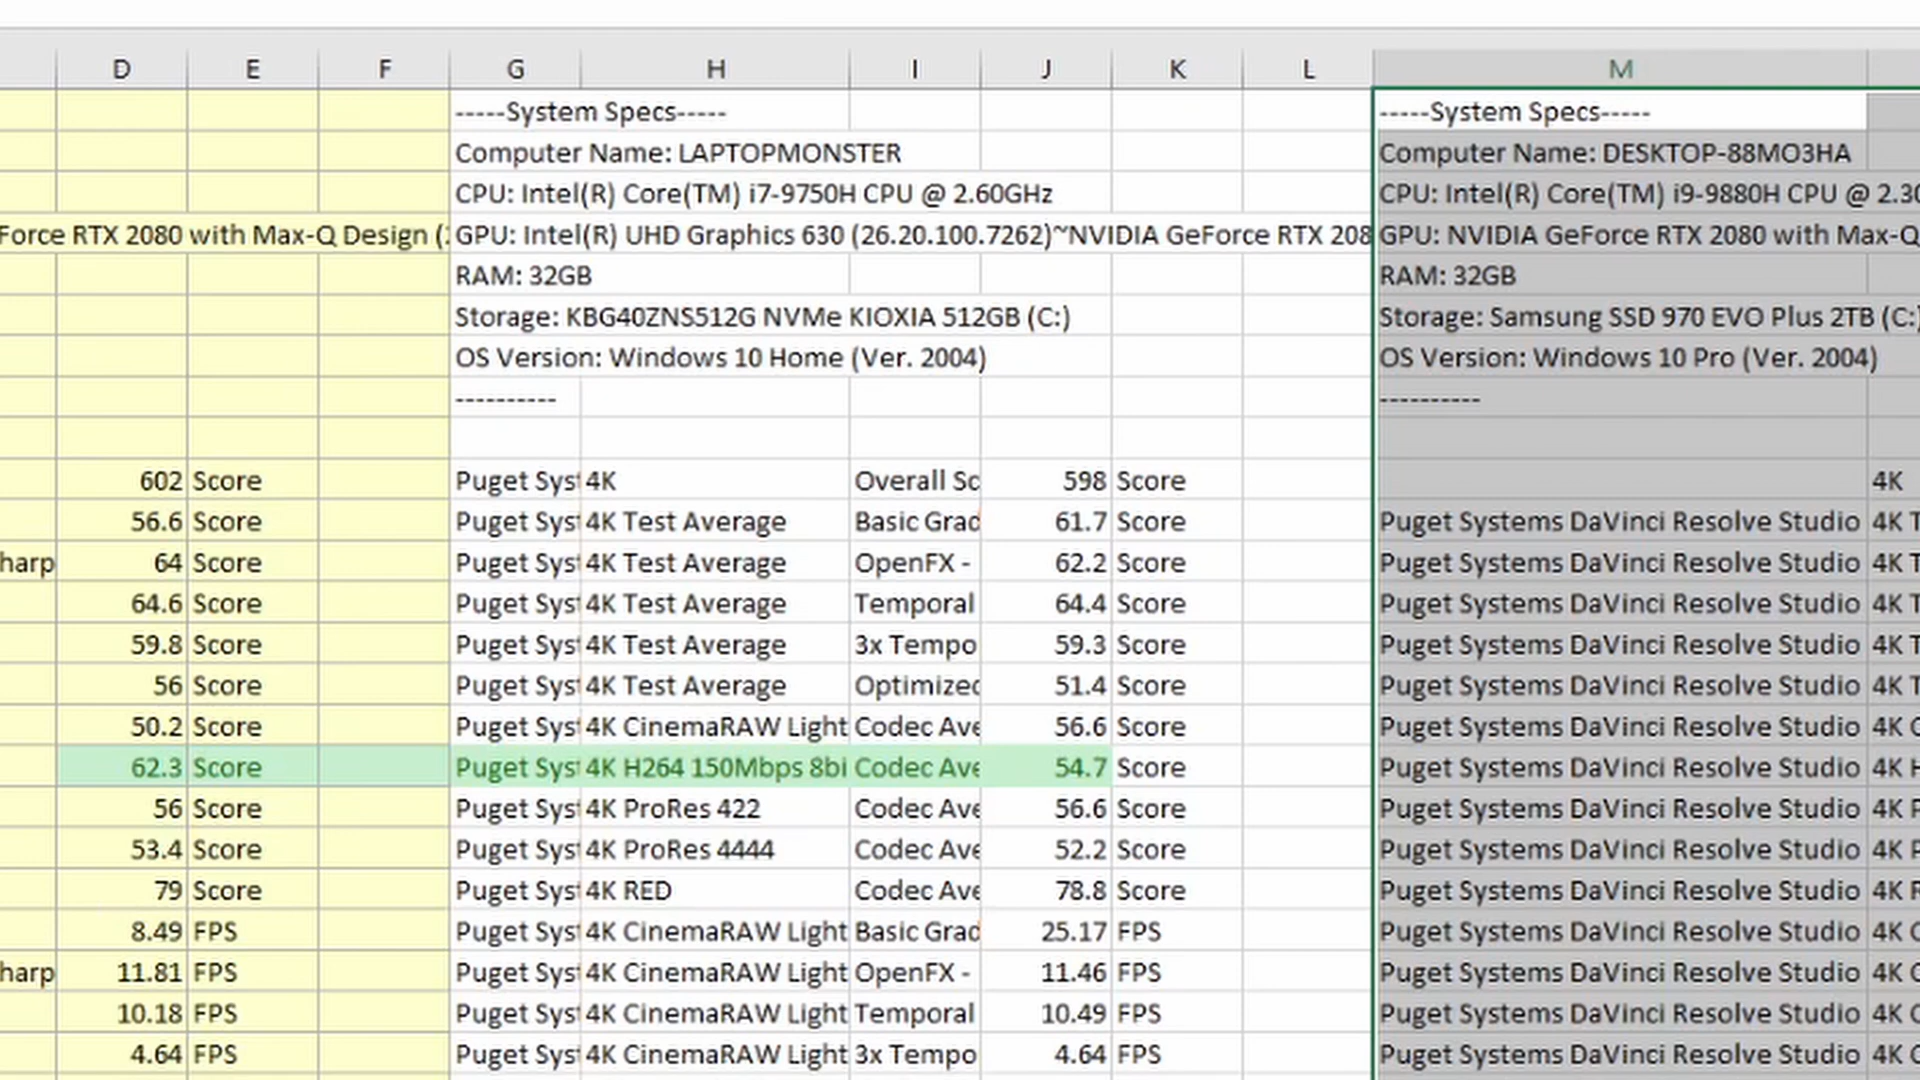 D E F G H I J K L M
-----System Specs----- -----System Specs-----
Computer Name: LAPTOPMONSTER Computer Name: DESKTOP-88MO3HA
CPU: Intel(R) Core(TM) i7-9750H CPU @ 2.60GHz CPU: Intel(R) Core(TM) i9-9880H CPU @ 2.30
Force RTX 2080 with Max-Q Design ( GPU: Intel(R) UHD Graphics 630 (26.20.100.7262)~NVIDIA GeForce RTX 208 GPU: NVIDIA GeForce RTX 2080 with Max-Q
RAM: 32GB RAM: 32GB
Storage: KBG40ZNS512G NVMe KIOXIA 512GB (C:) Storage: Samsung SSD 970 EVO Plus 2TB (C:)
OS Version: Windows 10 Home (Ver. 2004) OS Version: Windows 10 Pro (Ver. 2004)
---------- ----------
602 Score Puget Syst 4K Overall Sc 598 Score 4K
56.6 Score Puget Syst 4K Test Average Basic Grad 61.7 Score Puget Systems DaVinci Resolve Studio 4K T
harp 64 Score Puget Syst 4K Test Average OpenFX - 62.2 Score Puget Systems DaVinci Resolve Studio 4K T
64.6 Score Puget Syst 4K Test Average Temporal 64.4 Score Puget Systems DaVinci Resolve Studio 4K T
59.8 Score Puget Syst 4K Test Average 3x Tempo 59.3 Score Puget Systems DaVinci Resolve Studio 4K T
56 Score Puget Syst 4K Test Average Optimized 51.4 Score Puget Systems DaVinci Resolve Studio 4K T
50.2 Score Puget Syst 4K CinemaRAW Light Codec Ave 56.6 Score Puget Systems DaVinci Resolve Studio 4K C
62.3 Score Puget Syst 4K H264 150Mbps 8bi Codec Ave 54.7 Score Puget Systems DaVinci Resolve Studio 4K H
56 Score Puget Syst 4K ProRes 422 Codec Ave 56.6 Score Puget Systems DaVinci Resolve Studio 4K P
53.4 Score Puget Syst 4K ProRes 4444 Codec Ave 52.2 Score Puget Systems DaVinci Resolve Studio 4K P
79 Score Puget Syst 4K RED Codec Ave 78.8 Score Puget Systems DaVinci Resolve Studio 4K R
8.49 FPS Puget Syst 4K CinemaRAW Light Basic Grad 25.17 FPS Puget Systems DaVinci Resolve Studio 4K C
harp 11.81 FPS Puget Syst 4K CinemaRAW Light OpenFX - 11.46 FPS Puget Systems DaVinci Resolve Studio 4K C
10.18 FPS Puget Syst 4K CinemaRAW Light Temporal 10.49 FPS Puget Systems DaVinci Resolve Studio 4K C
4.64 FPS Puget Syst 4K CinemaRAW Light 3x Tempo 4.64 FPS Puget Systems DaVinci Resolve Studio 4K C